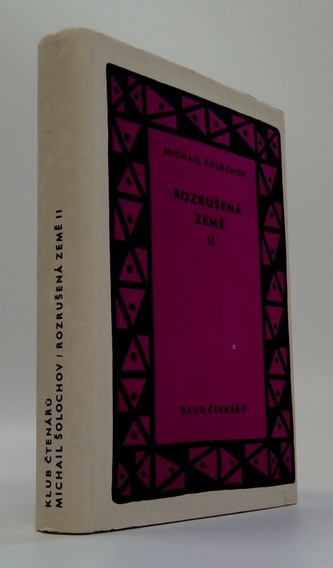 MICHAIL ŠOLOCHOV
ROZRUŠENÁ
ZEMĚ
II
KLUB ČTENÁŘŮ
KLUB ČTENÁŘŮ
MICHAIL ŠOLOCHOV / ROZRUŠENÁ ZEMĚ II